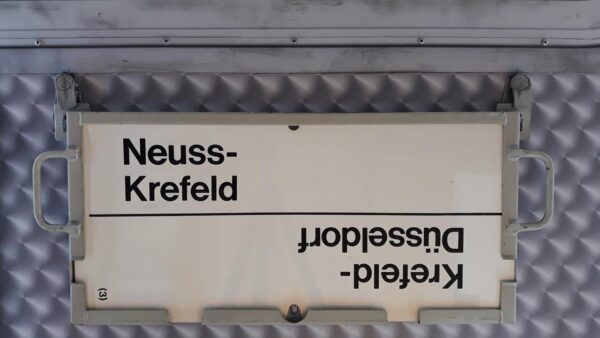 Neuss-
Krefeld
Krefeld-
Düsseldorf
(3)